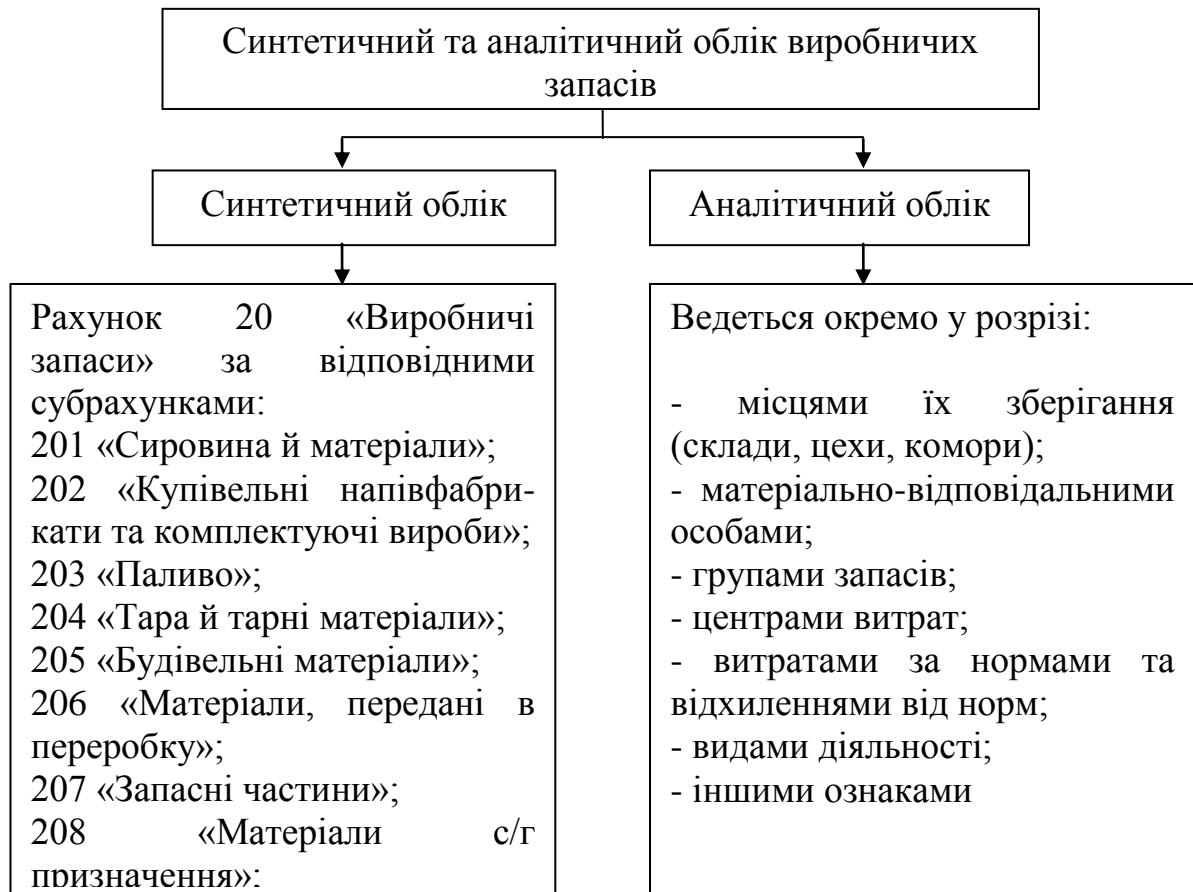 Синтетичний та аналітичний облік виробничих
запасів
Синтетичний облік
Аналітичний облік
Рахунок 20 «Виробничі
запаси» за відповідними
субрахунками:
201 «Сировина й матеріали»;
202 «Купівельні напівфабри-
кати та комплектуючі вироби»;
203 «Паливо»;
204 «Тара й тарні матеріали»;
205 «Будівельні матеріали»;
206 «Матеріали, передані в
переробку»;
207 «Запасні частини»;
208 «Матеріали с/г
призначення»;
Ведеться окремо у розрізі:
- місцями їх зберігання
(склади, цехи, комори);
- матеріально-відповідальними
особами;
- групами запасів;
- центрами витрат;
- витратами за нормами та
відхиленнями від норм;
- видами діяльності;
- іншими ознаками